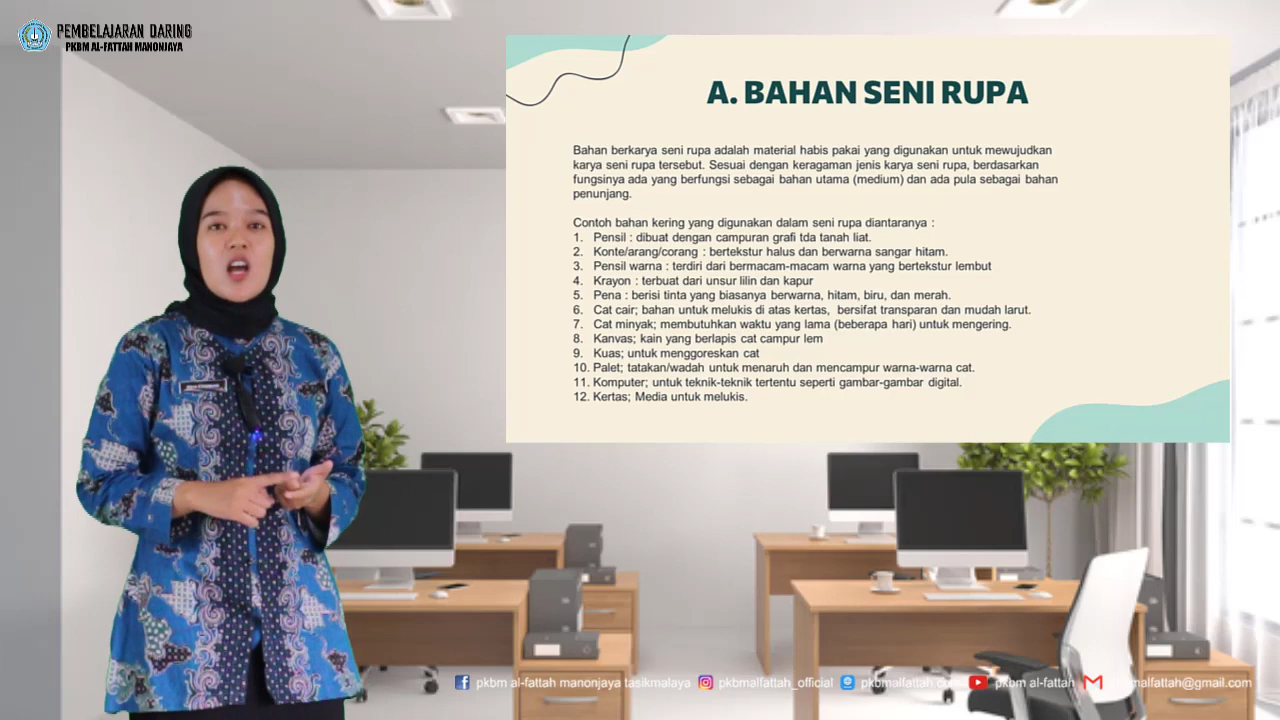 PEMBELAJARAN DARING
PKBM AL-FATTAH MANONJAYA
A. BAHAN SENI RUPA
Bahan berkarya seni rupa adalah material habis pakai yang digunakan untuk mewujudkan
karya seni rupa tersebut. Sesuai dengan keragaman jenis karya seni rupa, berdasarkan
fungsinya ada yang berfungsi sebagai bahan utama (medium) dan ada pula sebagai bahan
penunjang.
Contoh bahan kering yang digunakan dalam seni rupa diantaranya :
1. Pensil : dibuat dengan campuran grafi tda tanah liat.
2. Konte/arang/corang : bertekstur halus dan berwarna sangar hitam.
3. Pensil warna : terdiri dari bermacam-macam warna yang bertekstur lembut
4. Krayon : terbuat dari unsur lilin dan kapur
5. Pena : berisi tinta yang biasanya berwarna, hitam, biru, dan merah.
6. Cat cair; bahan untuk melukis di atas kertas, bersifat transparan dan mudah larut.
7. Cat minyak; membutuhkan waktu yang lama (beberapa hari) untuk mengering.
8. Kanvas; kain yang berlapis cat campur lem
9. Kuas; untuk menggoreskan cat
10. Palet; tatakan/wadah untuk menaruh dan mencampur warna-warna cat.
11. Komputer; untuk teknik-teknik tertentu seperti gambar-gambar digital.
12. Kertas; Media untuk melukis.
pkbm al-fattah manonjaya tasikmalaya pkbmalfattah_official pkbm al-fattah